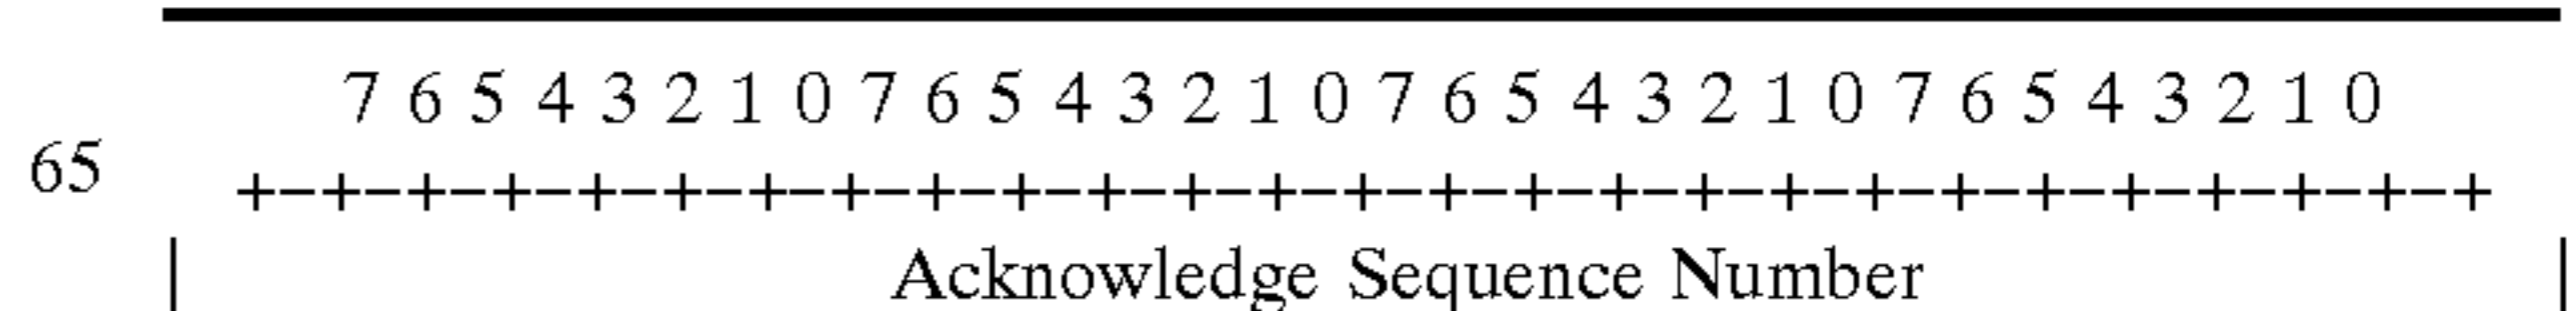 7 6 5 4 3 2 1 0 7 6 5 4 3 2 1 0 7 6 5 4 3 2 1 0 7 6 5 4 3 2 1 0
65 +-+-+-+-+-+-+-+-+-+-+-+-+-+-+-+-+-+-+-+-+-+-+-+-+-+-+
| Acknowledge Sequence Number |